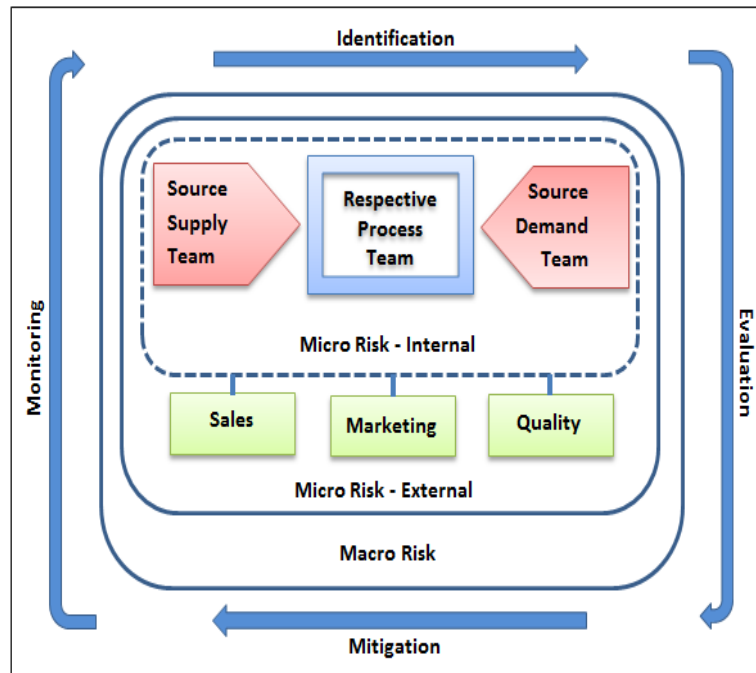 Identification
Source
Supply
Team
Respective
Process
Team
Source
Demand
Team
Monitoring
Evaluation
Micro Risk - Internal
Sales
Marketing
Quality
Micro Risk - External
Macro Risk
Mitigation